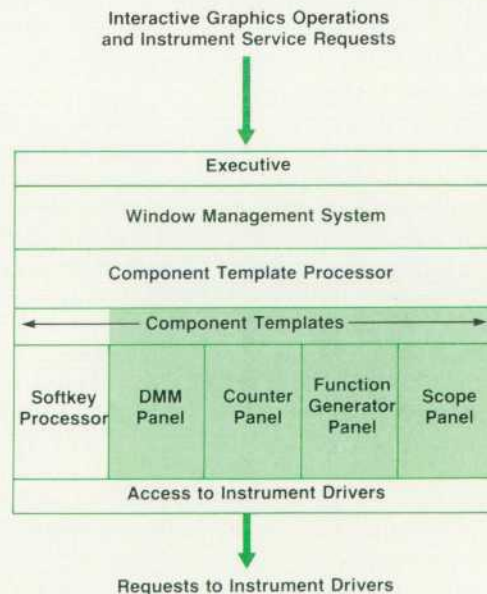 Interactive Graphics Operations
and Instrument Service Requests
Executive
Window Management System
Component Template Processor
Component Templates
Softkey
Processor
DMM
Panel
Counter
Panel
Function
Generator
Panel
Scope
Panel
Access to Instrument Drivers
Requests to Instrument Drivers